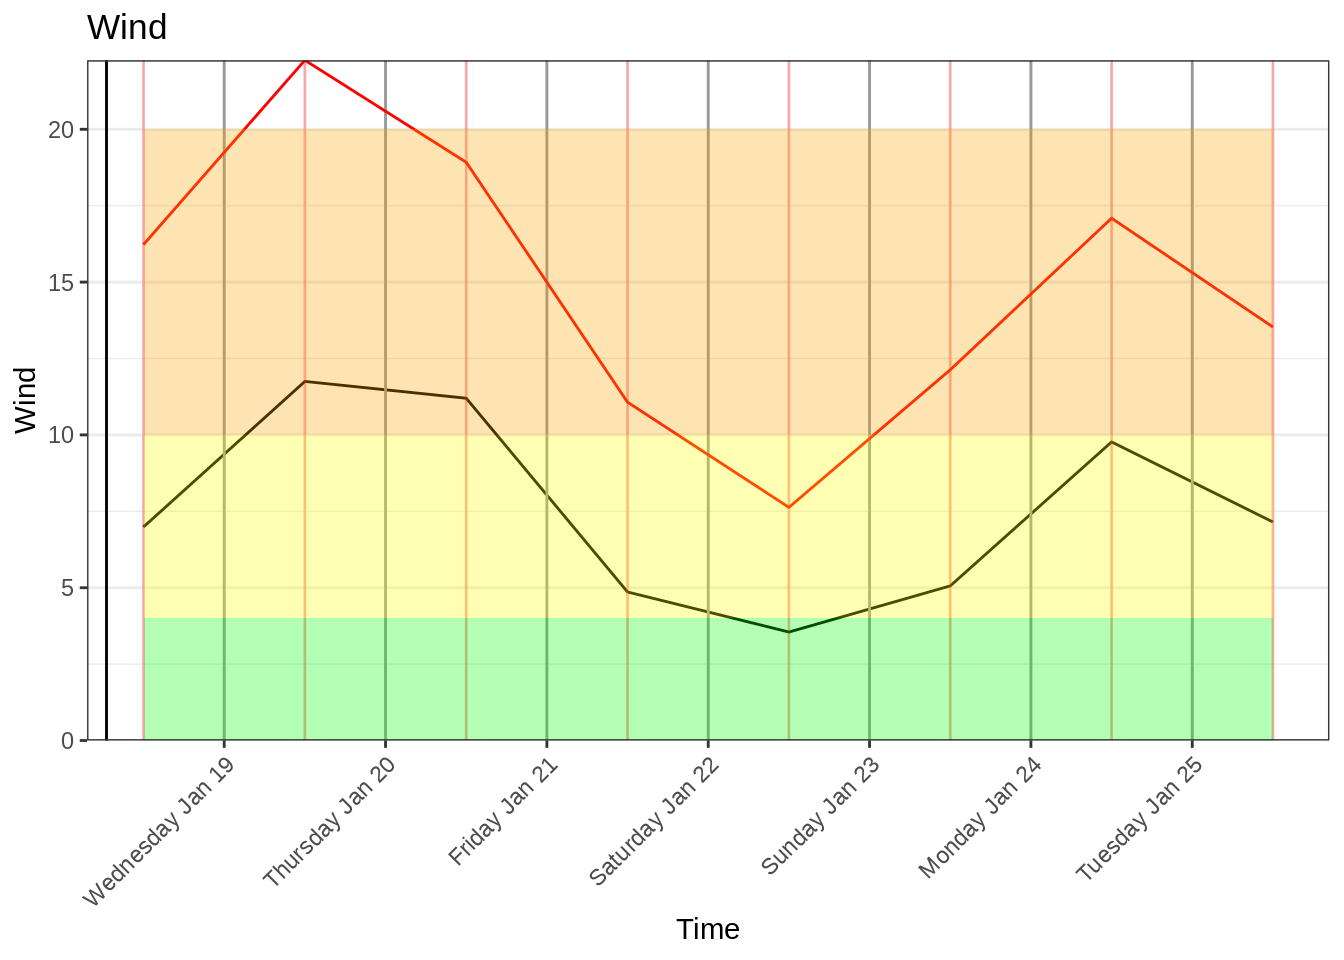 Wind
20
15
10
5
0
Wind
Wednesday Jan 19
Thursday Jan 20
Friday Jan 21
Saturday Jan 22
Sunday Jan 23
Monday Jan 24
Tuesday Jan 25
Time